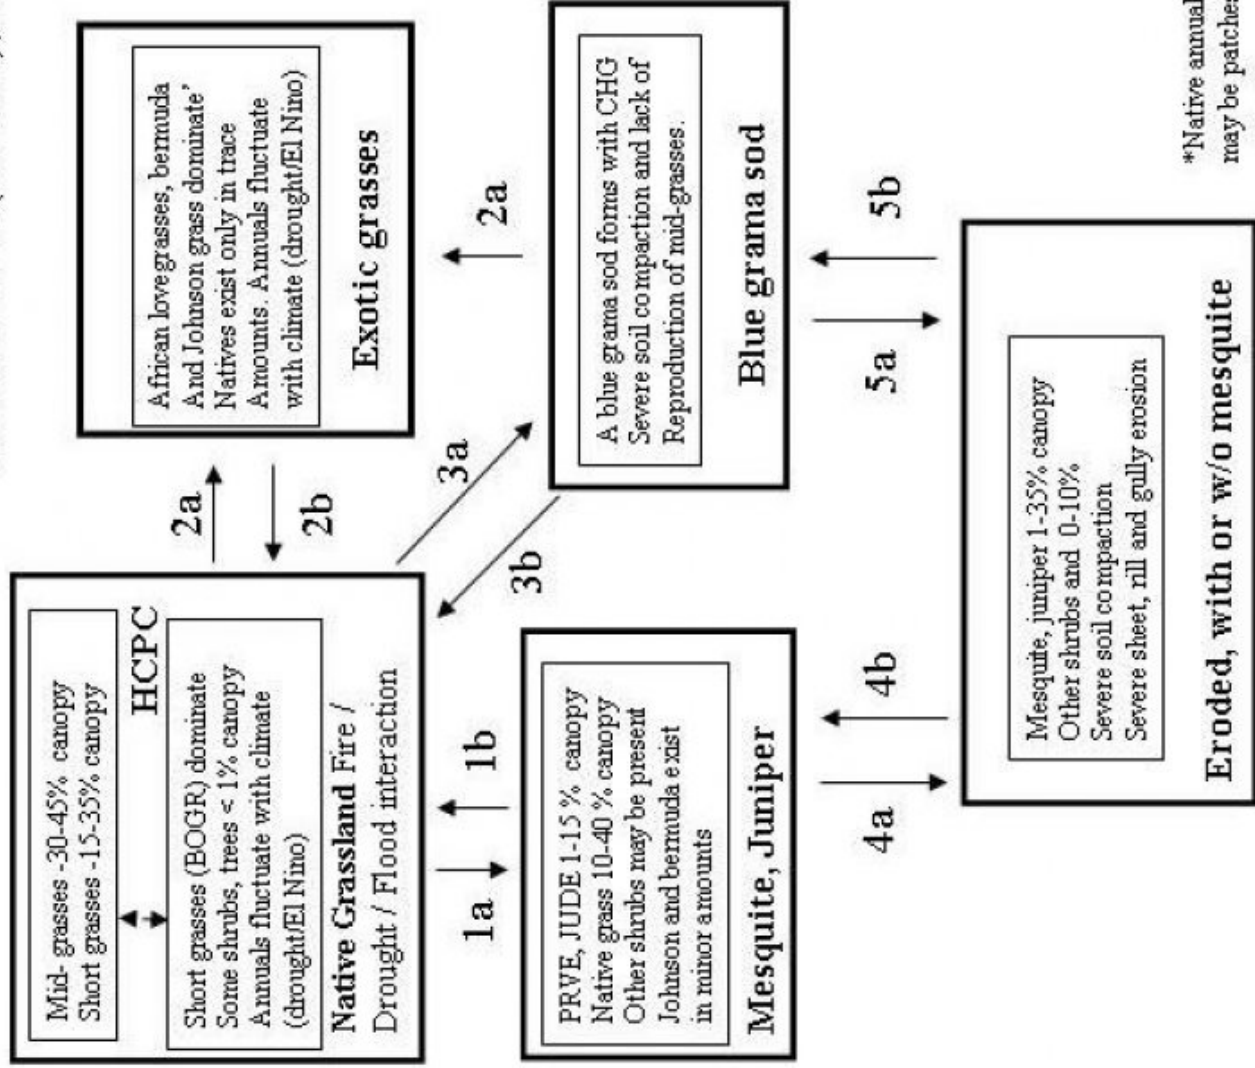 Mid- grasses -30-45% canopy
Short grasses -15-35% canopy
HCPC
Short grasses (BOGR) dominate
Some shrubs, trees < 1% canopy
Annuals fluctuate with climate
(drought/El Nino)
Native Grassland Fire /
Drought / Flood interaction
2a
2b
African lovegrasses, bermuda
And Johnson grass dominate’
Natives exist only in trace
Amounts. Annuals fluctuate
with climate (drought/El Nino)
Exotic grasses
1a
1b
3a
3b
2a
PRVE, JUDE 1-15 % canopy
Native grass 10-40 % canopy
Other shrubs may be present
Johnson and bermuda exist
in minor amounts
Mesquite, Juniper
A blue grama sod forms with CHG
Severe soil compaction and lack of
Reproduction of mid-grasses.
Blue grama sod
4a
4b
5a
5b
Mesquite, juniper 1-35% canopy
Other shrubs and 0-10%
Severe soil compaction
Severe sheet, rill and gully erosion
Eroded, with or w/o mesquite
*Native annual
may be patches